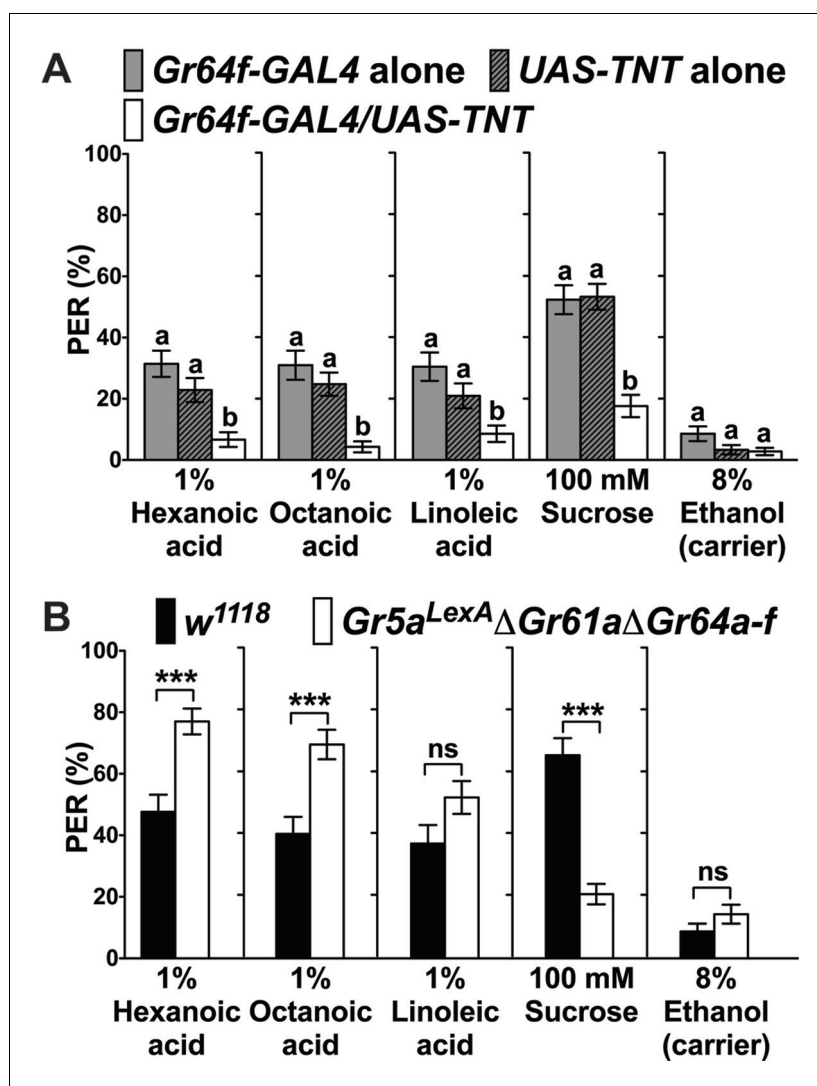 A
Gr64f-GAL4 alone UAS-TNT alone
Gr64f-GAL4/UAS-TNT
100
80
60
40
20
0
PER (%)
a a b
a a b
a a b
a a b
a a a
1% 1% 1% 100 mM 8%
Hexanoic Octanoic Linoleic Sucrose Ethanol
acid acid acid (carrier)
B
w1118 Gr5aLexAΔGr61aΔGr64a-f
100
80
60
40
20
0
PER (%)
*** *** ns *** ns
1% 1% 1% 100 mM 8%
Hexanoic Octanoic Linoleic Sucrose Ethanol
acid acid acid (carrier)